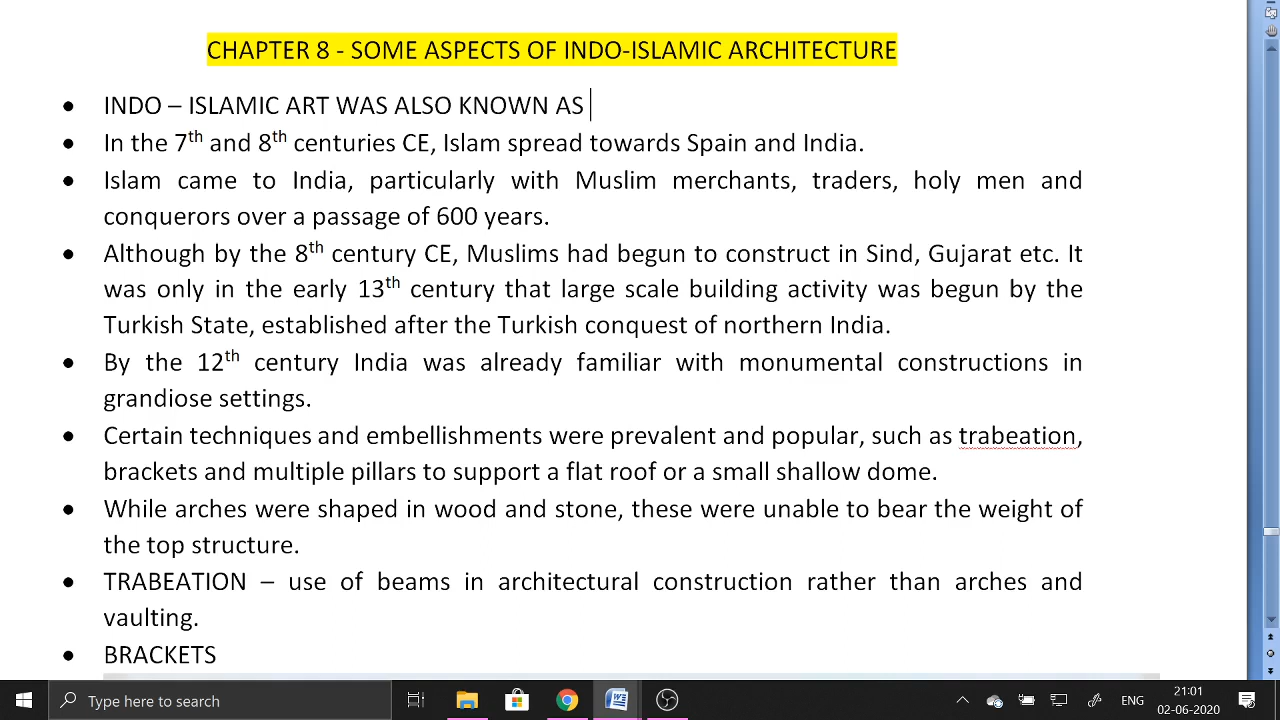 CHAPTER 8 - SOME ASPECTS OF INDO-ISLAMIC ARCHITECTURE
• INDO – ISLAMIC ART WAS ALSO KNOWN AS
• In the 7th and 8th centuries CE, Islam spread towards Spain and India.
• Islam came to India, particularly with Muslim merchants, traders, holy men and
conquerors over a passage of 600 years.
• Although by the 8th century CE, Muslims had begun to construct in Sind, Gujarat etc. It
was only in the early 13th century that large scale building activity was begun by the
Turkish State, established after the Turkish conquest of northern India.
• By the 12th century India was already familiar with monumental constructions in
grandiose settings.
• Certain techniques and embellishments were prevalent and popular, such as trabeation,
brackets and multiple pillars to support a flat roof or a small shallow dome.
• While arches were shaped in wood and stone, these were unable to bear the weight of
the top structure.
• TRABEATION – use of beams in architectural construction rather than arches and
vaulting.
• BRACKETS
Type here to search
ENG
21:01
02-06-2020